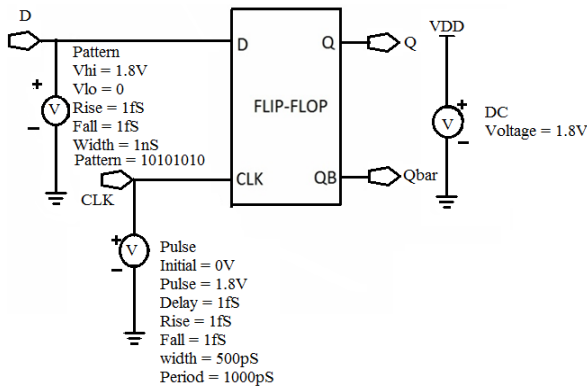 D
Pattern
Vhi = 1.8V
Vlo = 0
Rise = 1fS
Fall = 1fS
Width = 1nS
Pattern = 10101010
+
V
−
CLK
D
Q
FLIP-FLOP
CLK
QB
Q
Qbar
VDD
+
V
−
DC
Voltage = 1.8V
+
V
−
Pulse
Initial = 0V
Pulse = 1.8V
Delay = 1fS
Rise = 1fS
Fall = 1fS
width = 500pS
Period = 1000pS